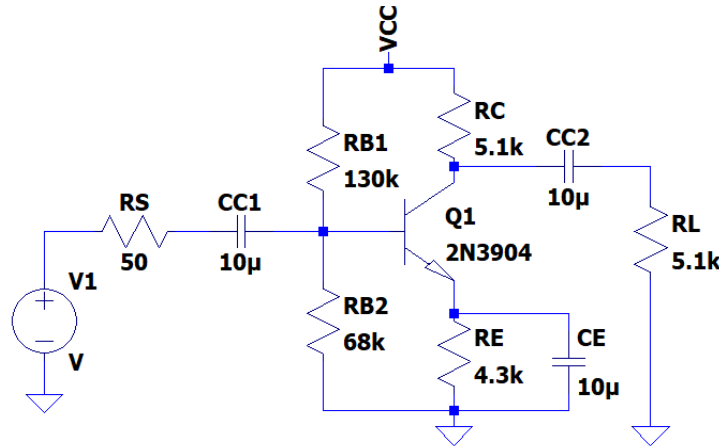 VCC
RC
5.1k
CC2
10µ
RB1
130k
RS
50
CC1
10µ
Q1
2N3904
RL
5.1k
V1
V
RB2
68k
RE
4.3k
CE
10µ